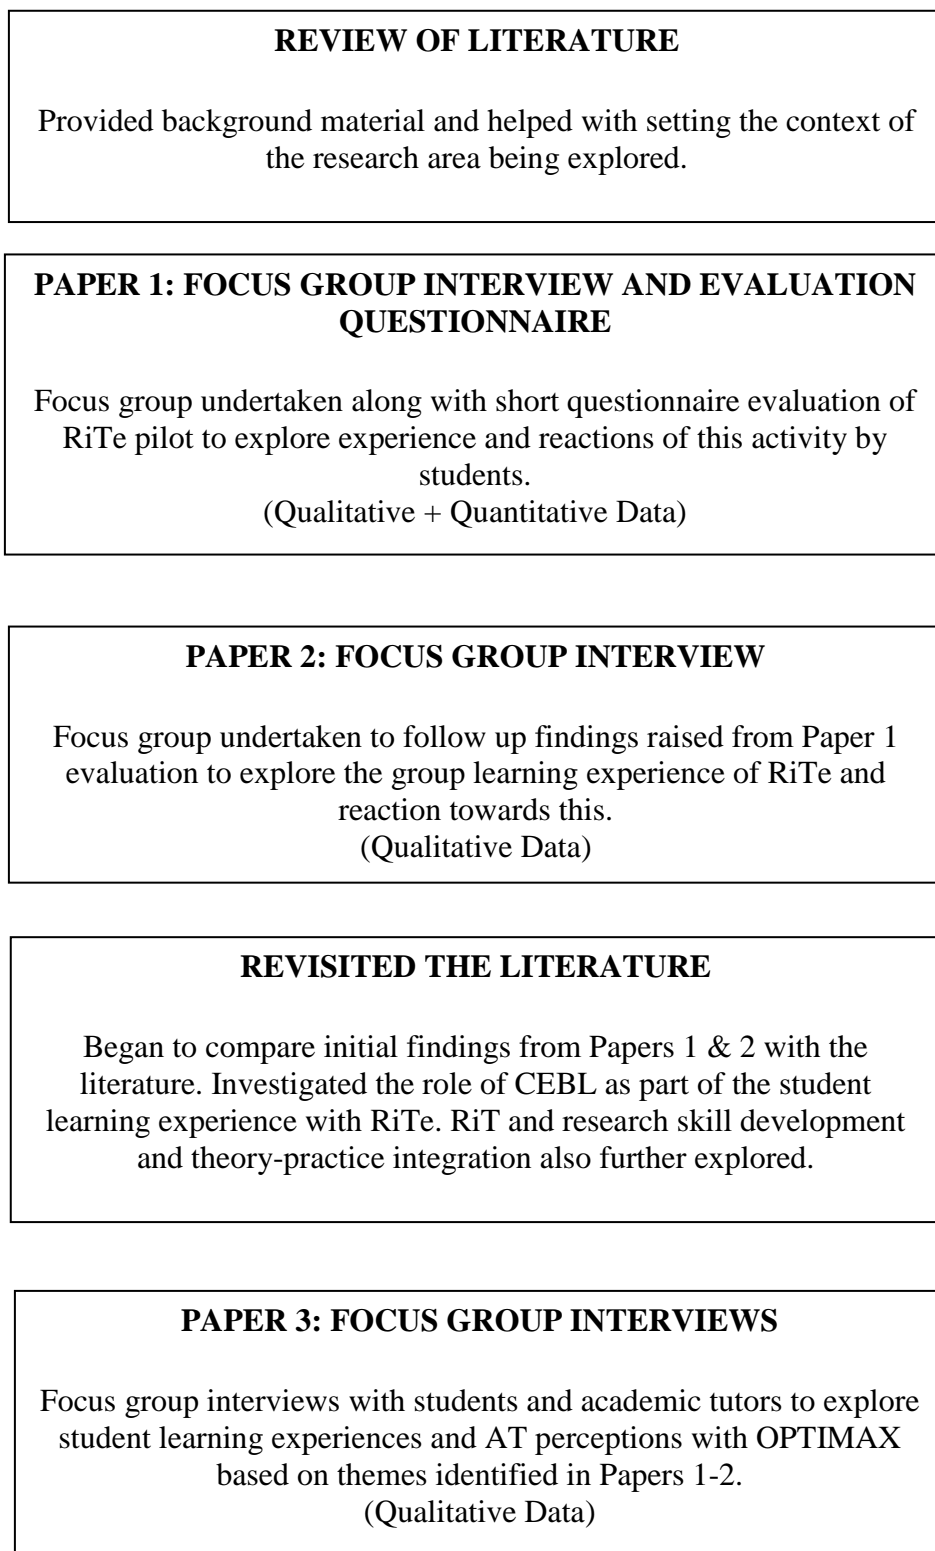 REVIEW OF LITERATURE
Provided background material and helped with setting the context of
the research area being explored.
PAPER 1: FOCUS GROUP INTERVIEW AND EVALUATION
QUESTIONNAIRE
Focus group undertaken along with short questionnaire evaluation of
RiTe pilot to explore experience and reactions of this activity by
students.
(Qualitative + Quantitative Data)
PAPER 2: FOCUS GROUP INTERVIEW
Focus group undertaken to follow up findings raised from Paper 1
evaluation to explore the group learning experience of RiTe and
reaction towards this.
(Qualitative Data)
REVISITED THE LITERATURE
Began to compare initial findings from Papers 1 & 2 with the
literature. Investigated the role of CEBL as part of the student
learning experience with RiTe. RiT and research skill development
and theory-practice integration also further explored.
PAPER 3: FOCUS GROUP INTERVIEWS
Focus group interviews with students and academic tutors to explore
student learning experiences and AT perceptions with OPTIMAX
based on themes identified in Papers 1-2.
(Qualitative Data)